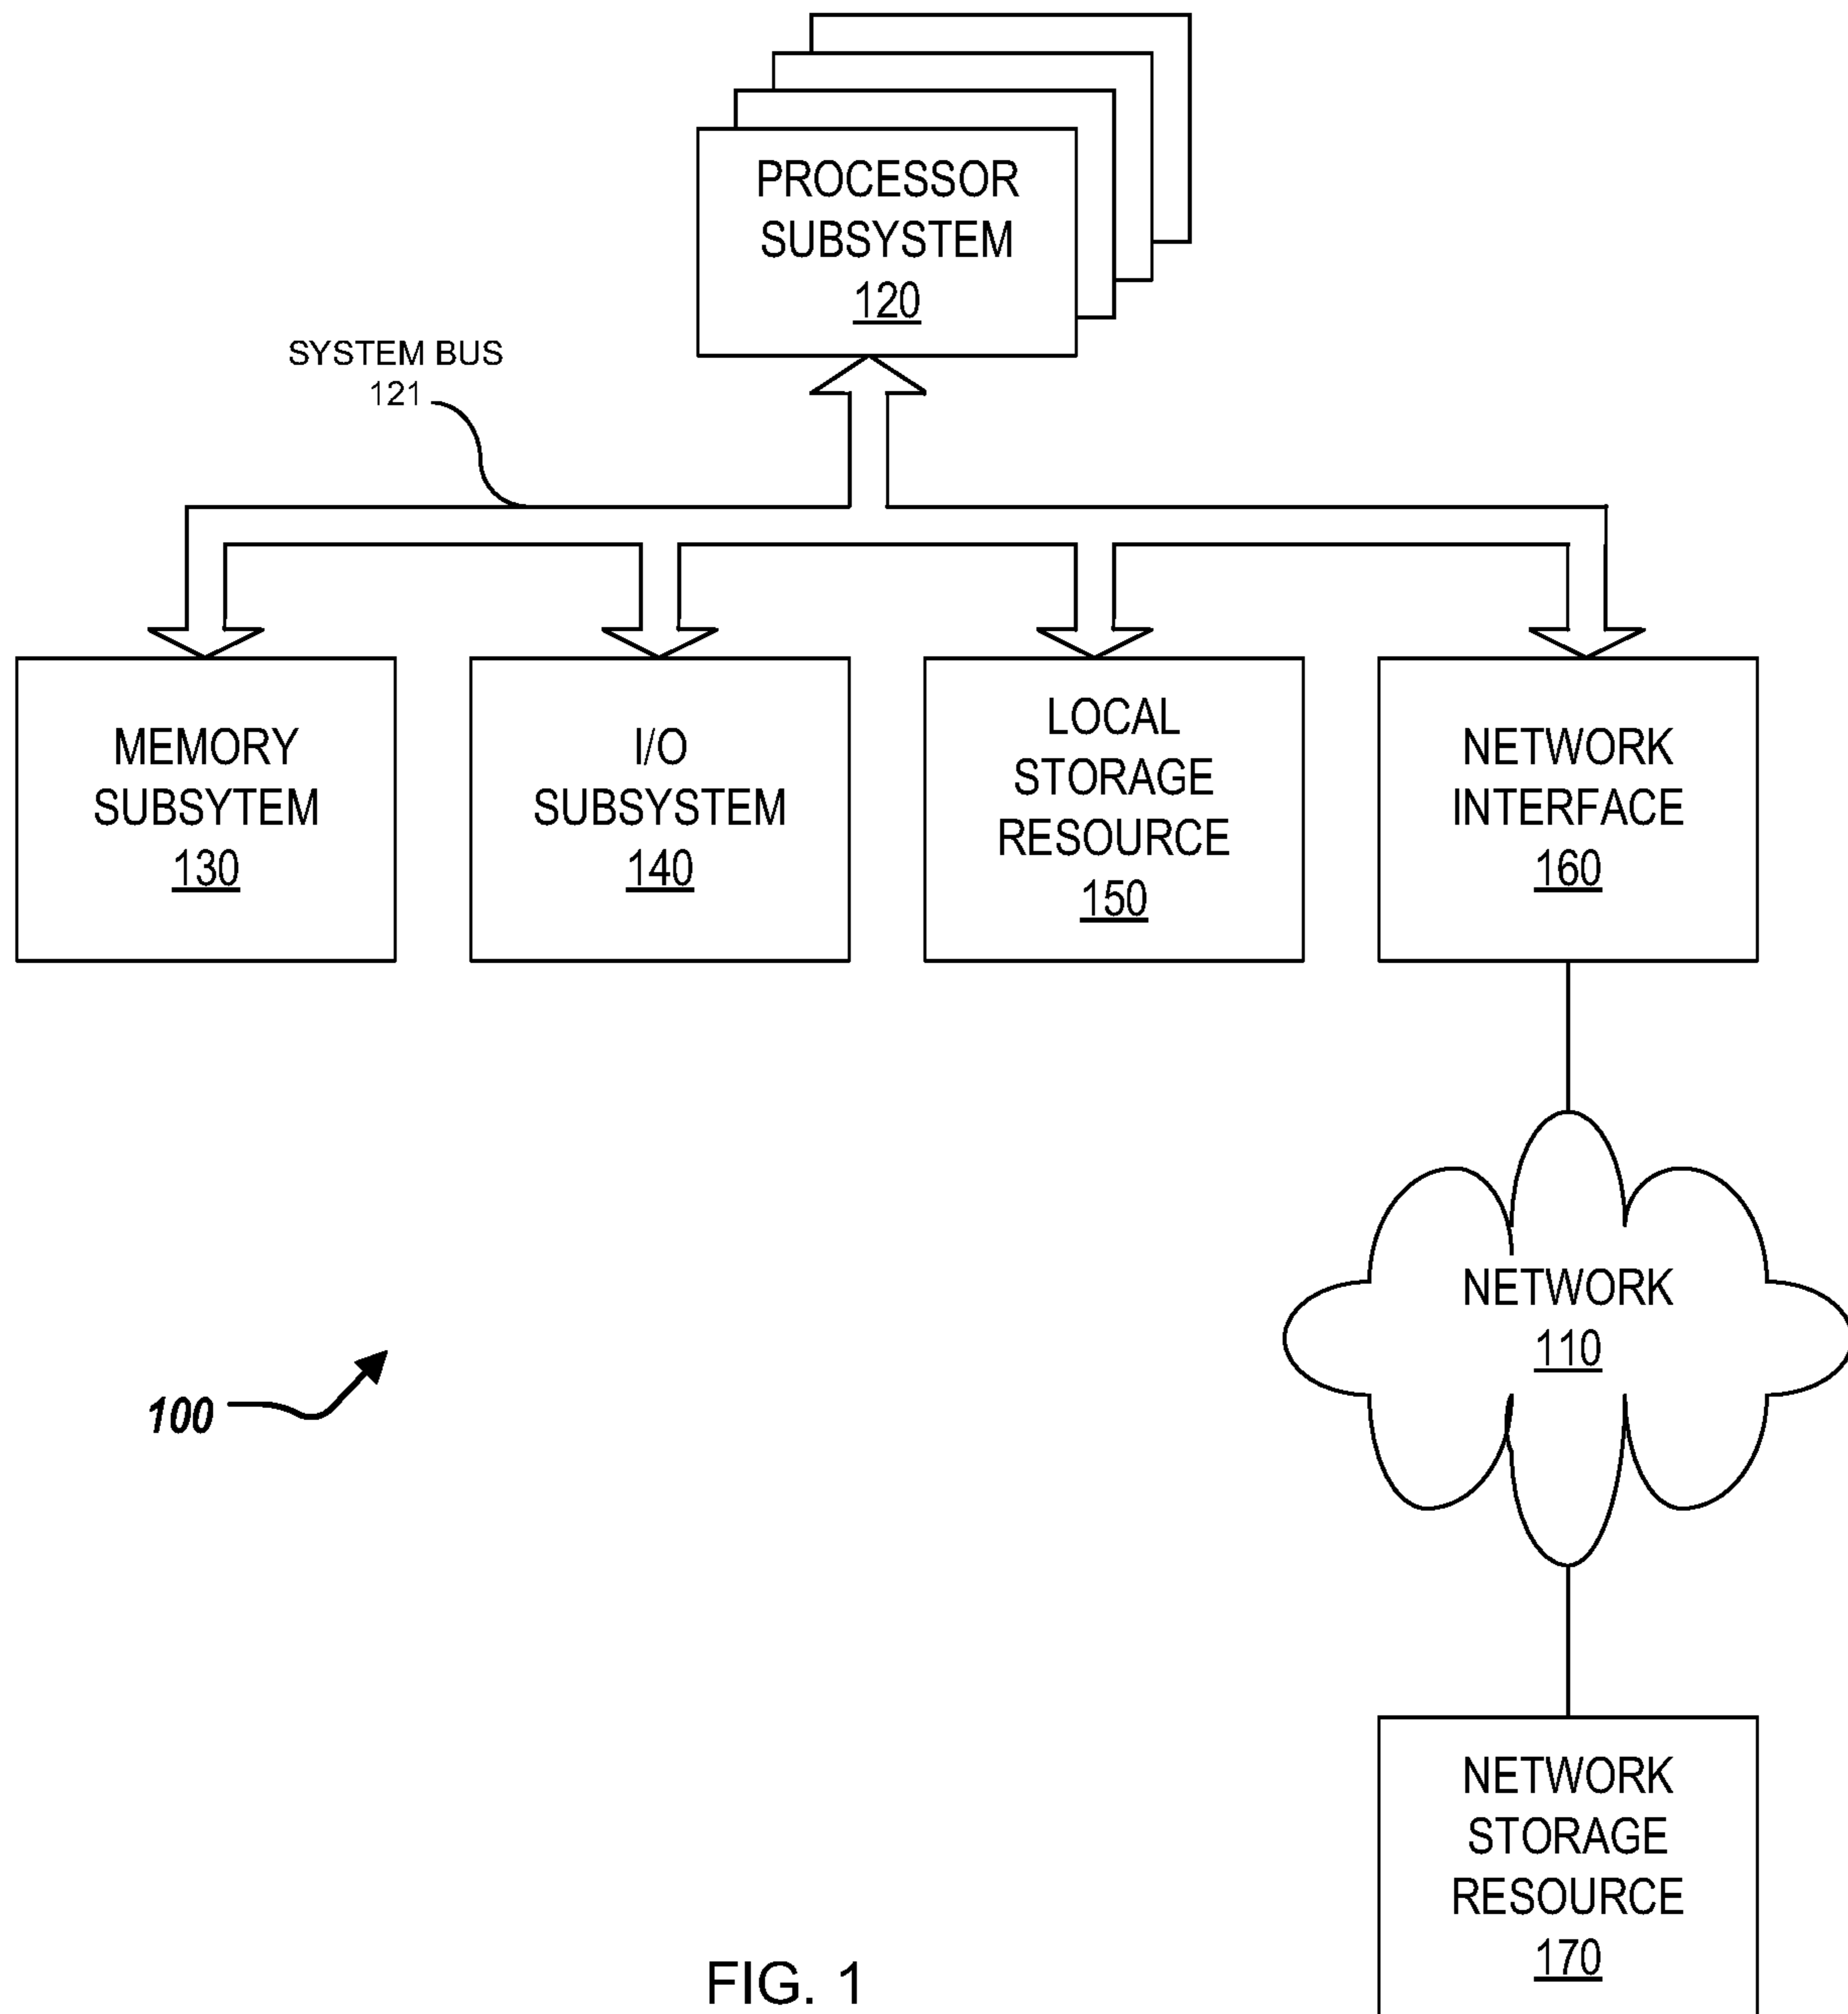 PROCESSOR
SUBSYSTEM
120
SYSTEM BUS
121
MEMORY
SUBSYTEM
130
I/O
SUBSYSTEM
140
LOCAL
STORAGE
RESOURCE
150
NETWORK
INTERFACE
160
NETWORK
110
100
NETWORK
STORAGE
RESOURCE
170
FIG. 1